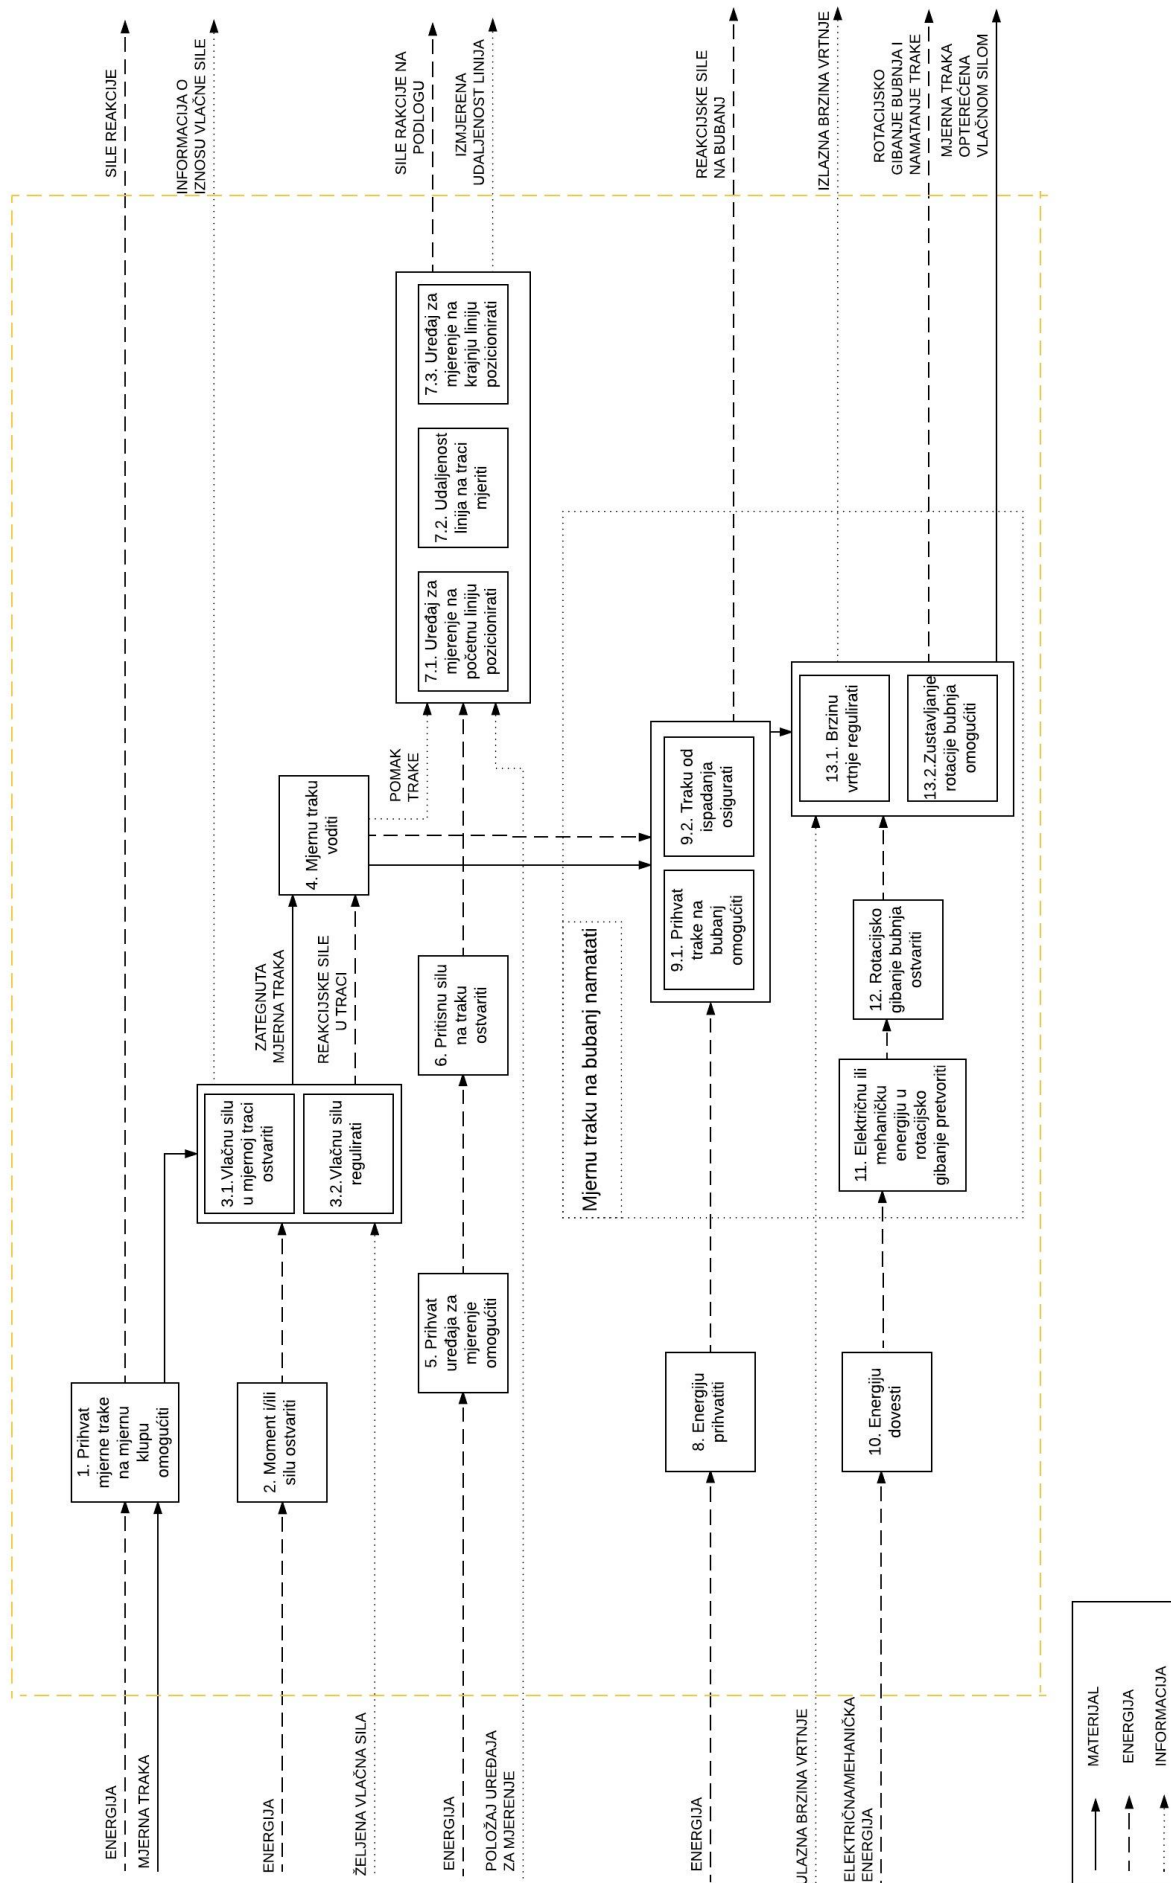 ENERGIJA
MJERNA TRAKA
1. Prihvat
mjerne trake
na mjernu
klupu
omogućiti
SILE REAKCIJE
ENERGIJA
2. Moment i/ili
silu ostvariti
ŽELJENA VLAČNA SILA
3.1.Vlačnu silu
u mjernoj traci
ostvariti
3.2.Vlačnu silu
regulirati
INFORMACIJA O
IZNOSU VLAČNE SILE
ZATEGNUTA
MJERNA TRAKA
REAKCIJSKE SILE
U TRACI
4. Mjernu traku
voditi
POMAK
TRAKE
ENERGIJA
POLOŽAJ UREĐAJA
ZA MJERENJE
5. Prihvat
uređaja za
mjerenje
omogućiti
6. Pritisnu silu
na traku
ostvariti
7.1. Uređaj za
mjerenje na
početnu liniju
pozicionirati
7.2. Udaljenost
linija na traci
mjeriti
7.3. Uređaj za
mjerenje na
krajnju liniju
pozicionirati
SILE RAKCIJE NA
PODLOGU
IZMJERENA
UDALJENOST LINIJA
Mjernu traku na bubanj namatati
ENERGIJA
8. Energiju
prihvatiti
9.1. Prihvat
trake na
bubanj
omogućiti
9.2. Traku od
ispadanja
osigurati
REAKCIJSKE SILE
NA BUBANJ
ULAZNA BRZINA VRTNJE
ELEKTRIČNA/MEHANIČKA
ENERGIJA
10. Energiju
dovesti
11. Električnu ili
mehaničku
energiju u
rotacijsko
gibanje pretvoriti
12. Rotacijsko
gibanje bubnja
ostvariti
13.1. Brzinu
vrtnje regulirati
13.2.Zustavljanje
rotacije bubnja
omogućiti
IZLAZNA BRZINA VRTNJE
ROTACIJSKO
GIBANJE BUBNJA I
NAMATANJE TRAKE
MJERNA TRAKA
OPTEREĆENA
VLAČNOM SILOM
MATERIJAL
ENERGIJA
INFORMACIJA